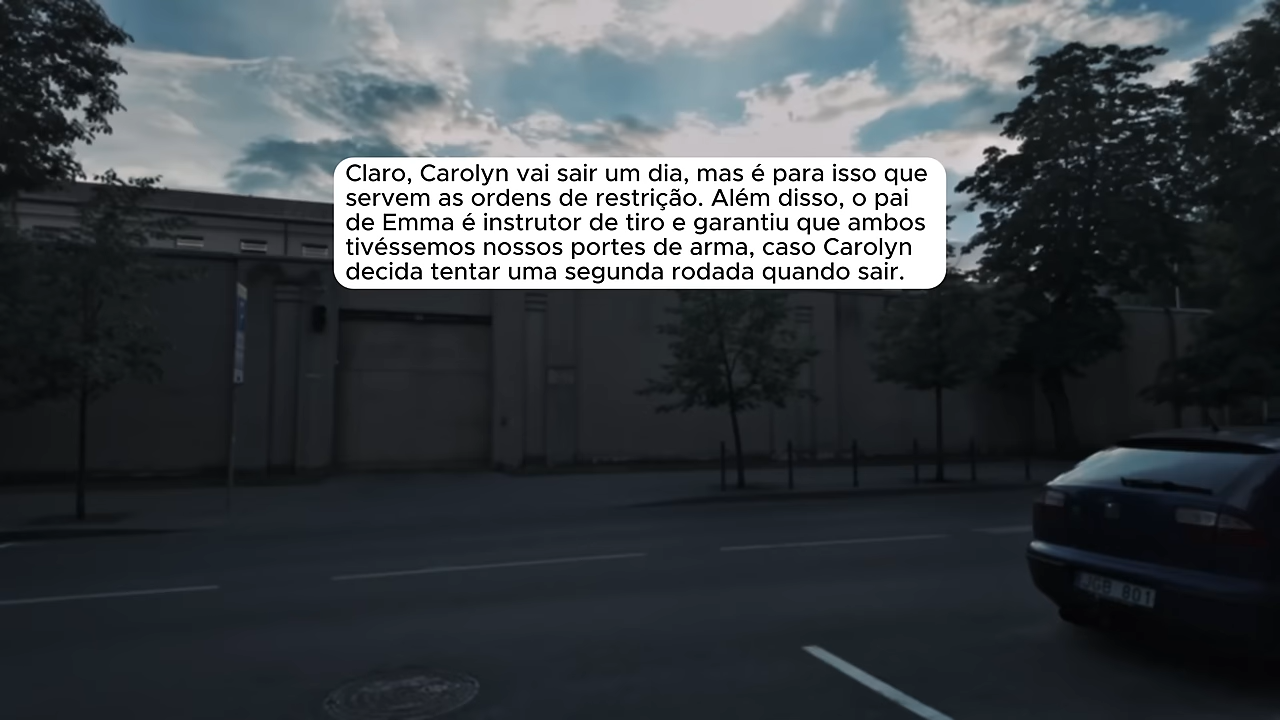 Claro, Carolyn vai sair um dia, mas é para isso que
servem as ordens de restrição. Além disso, o pai
de Emma é instrutor de tiro e garantiu que ambos
tivéssemos nossos portes de arma, caso Carolyn
decida tentar uma segunda rodada quando sair.
JGB 801